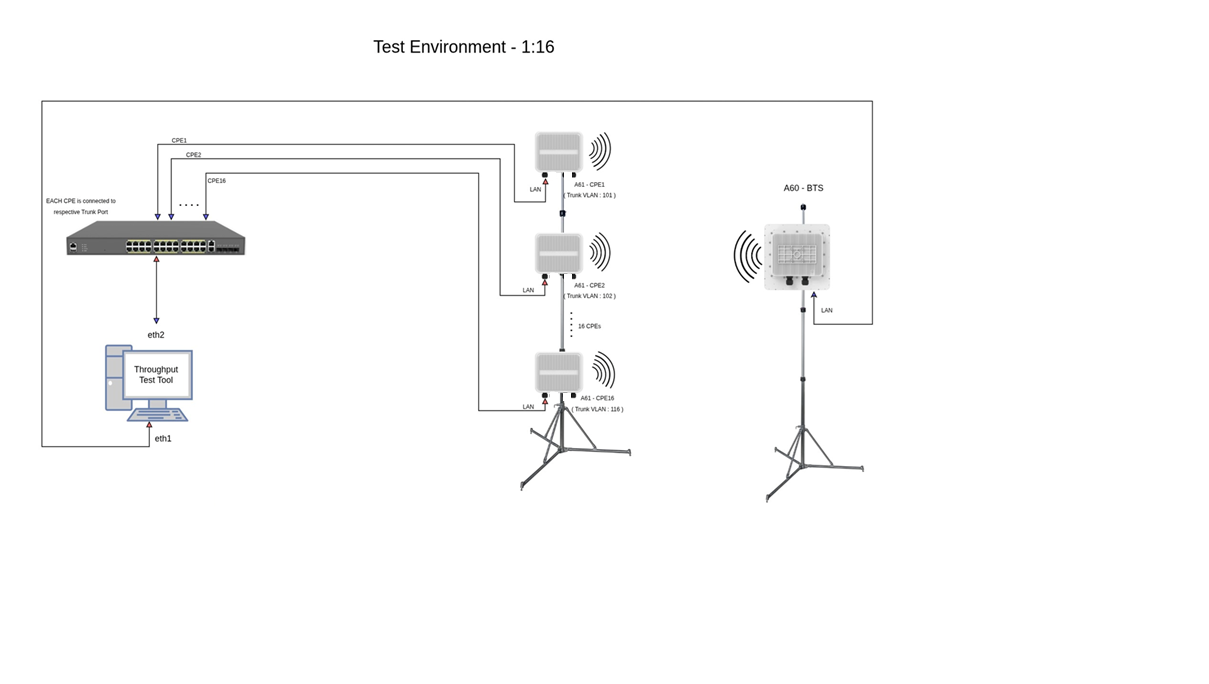 Test Environment - 1:16
CPE1
CPE2
CPE16
EACH CPE is connected to
respective Trunk Port
LAN
A61 - CPE1
( Trunk VLAN : 101 )
A60 - BTS
LAN
A61 - CPE2
( Trunk VLAN : 102 )
LAN
16 CPEs
eth2
Throughput
Test Tool
LAN
A61 - CPE16
( Trunk VLAN : 116 )
eth1